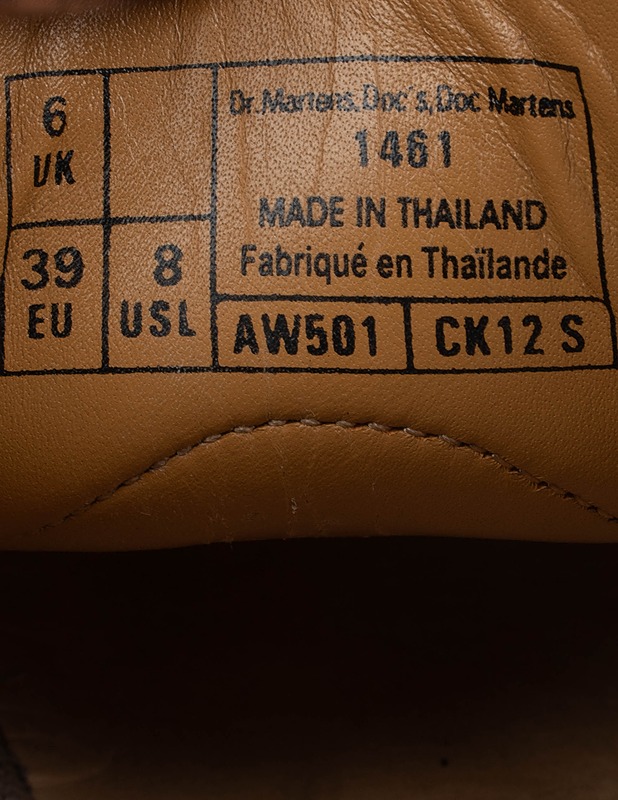 6
UK
39
EU
8
USL
Dr.Martens.Doc's,Doc Martens
1461
MADE IN THAILAND
Fabriqué en Thaïlande
AW501
CK12 S